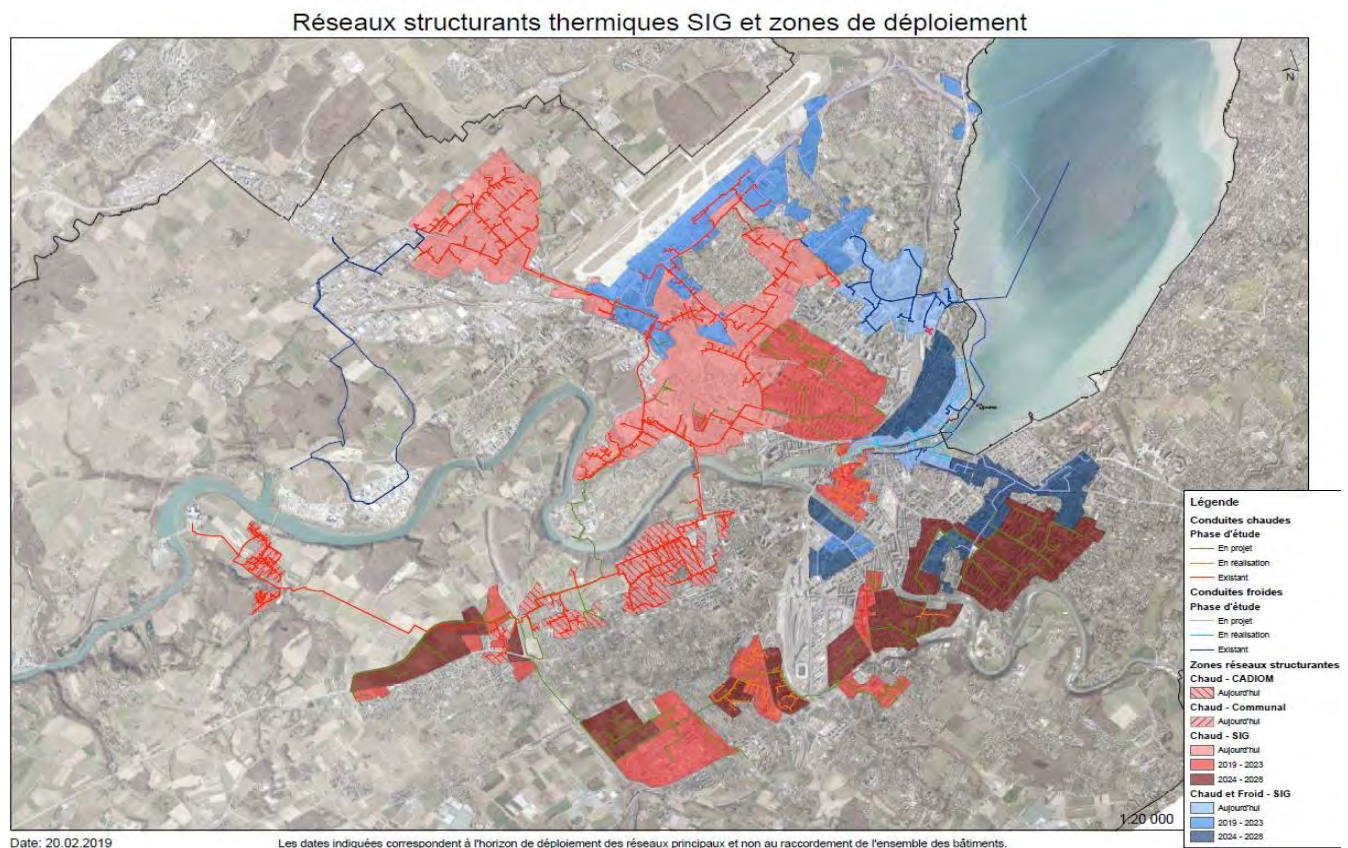 Réseaux structurants thermiques SIG et zones de déploiement
N
Légende
Conduites chaudes
Phase d'étude
En projet
En réalisation
Existant
Conduites froides
Phase d'étude
En projet
En réalisation
Existant
Zones réseaux structurantes
Chaud - CADIOM
Aujourd'hui
Chaud - Communal
Aujourd'hui
Chaud - SIG
Aujourd'hui
2019 - 2023
2024 - 2028
Chaud et Froid - SIG
Aujourd'hui
2019 - 2023
2024 - 2028
1:20 000
Date: 20.02.2019
Les dates indiquées correspondent à l'horizon de déploiement des réseaux principaux et non au raccordement de l'ensemble des bâtiments.